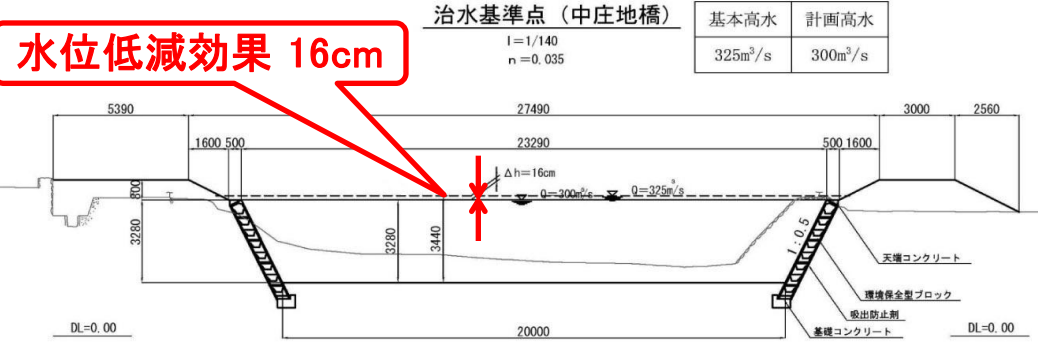 治水基準点（中庄地橋）
I=1/140
n=0.035
基本高水 計画高水
325m³/s 300m³/s
水位低減効果 16cm
5390 27490 3000 2560
1600 500 23290 500 1600
Δh=16cm
Q=300m³/s Q=325m³/s
800
3280 3280 3440
1:0.5
天端コンクリート
環境保全型ブロック
吸出防止剤
基礎コンクリート
DL=0.00 20000 DL=0.00